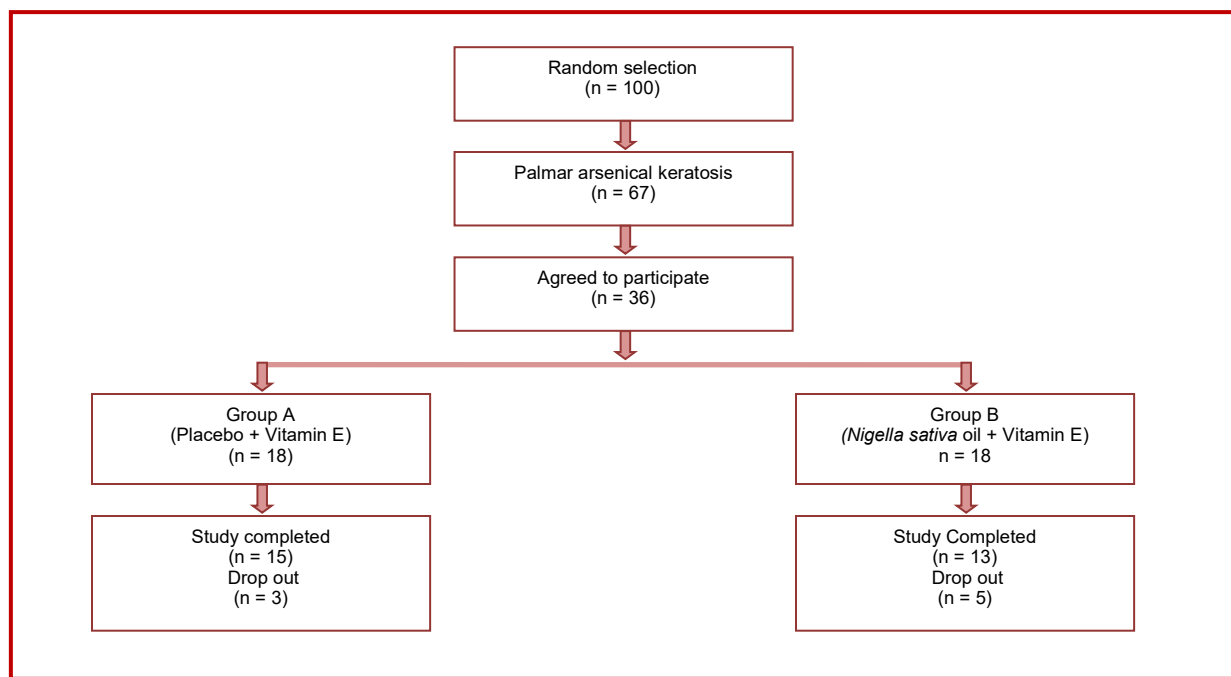 Random selection
(n = 100)
Palmar arsenical keratosis
(n = 67)
Agreed to participate
(n = 36)
Group A
(Placebo + Vitamin E)
(n = 18)
Group B
(Nigella sativa oil + Vitamin E)
n = 18
Study completed
(n = 15)
Drop out
(n = 3)
Study Completed
(n = 13)
Drop out
(n = 5)